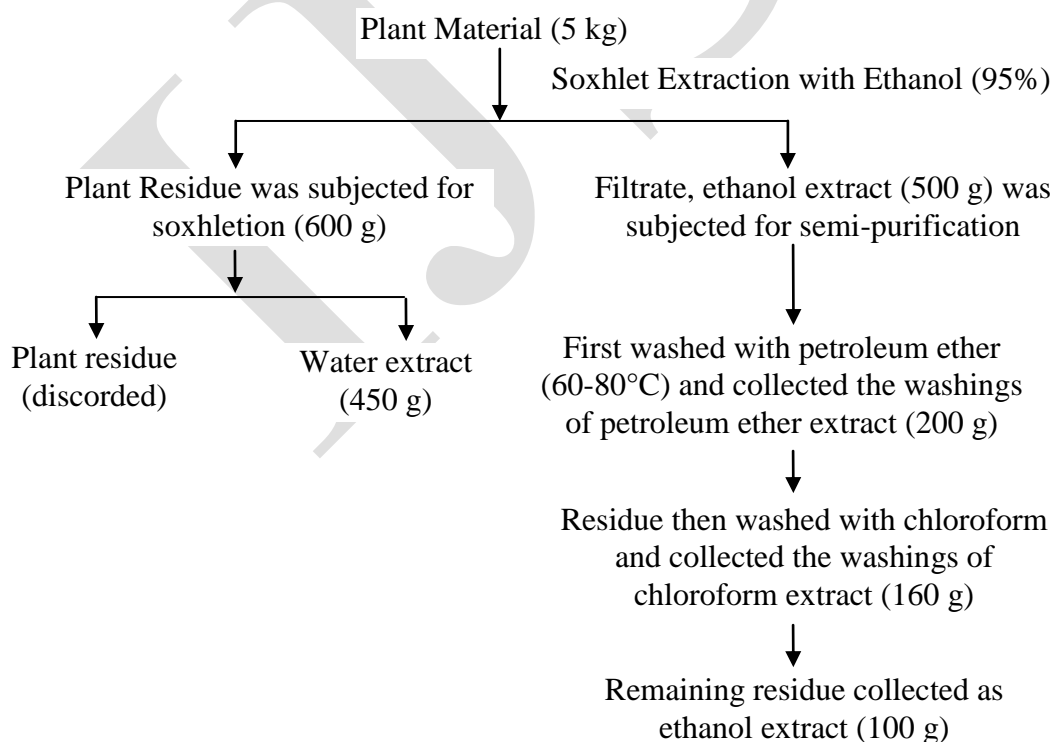 Plant Material (5 kg)
Soxhlet Extraction with Ethanol (95%)
Plant Residue was subjected for
soxhletion (600 g)
Filtrate, ethanol extract (500 g) was
subjected for semi-purification
Plant residue
(discorded)
Water extract
(450 g)
First washed with petroleum ether
(60-80°C) and collected the washings
of petroleum ether extract (200 g)
Residue then washed with chloroform
and collected the washings of
chloroform extract (160 g)
Remaining residue collected as
ethanol extract (100 g)